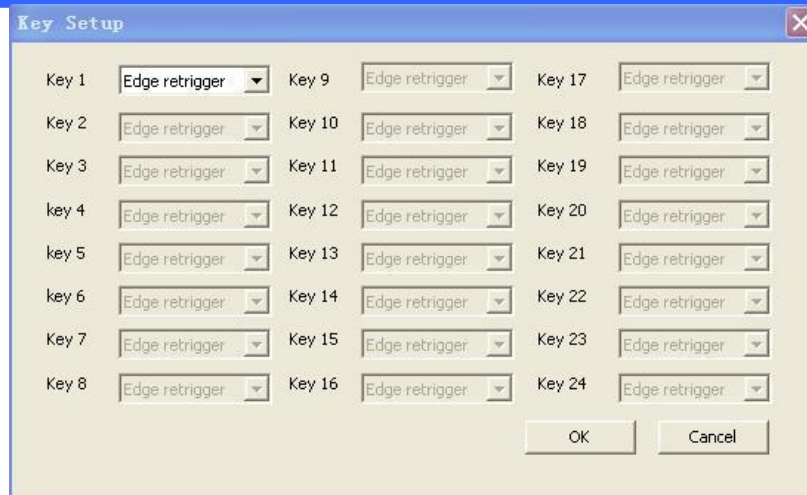 Key Setup
Key 1 Edge retrigger Key 9 Edge retrigger Key 17 Edge retrigger
Key 2 Edge retrigger Key 10 Edge retrigger Key 18 Edge retrigger
Key 3 Edge retrigger Key 11 Edge retrigger Key 19 Edge retrigger
key 4 Edge retrigger Key 12 Edge retrigger Key 20 Edge retrigger
key 5 Edge retrigger Key 13 Edge retrigger Key 21 Edge retrigger
key 6 Edge retrigger Key 14 Edge retrigger Key 22 Edge retrigger
Key 7 Edge retrigger Key 15 Edge retrigger Key 23 Edge retrigger
Key 8 Edge retrigger Key 16 Edge retrigger Key 24 Edge retrigger
OK Cancel